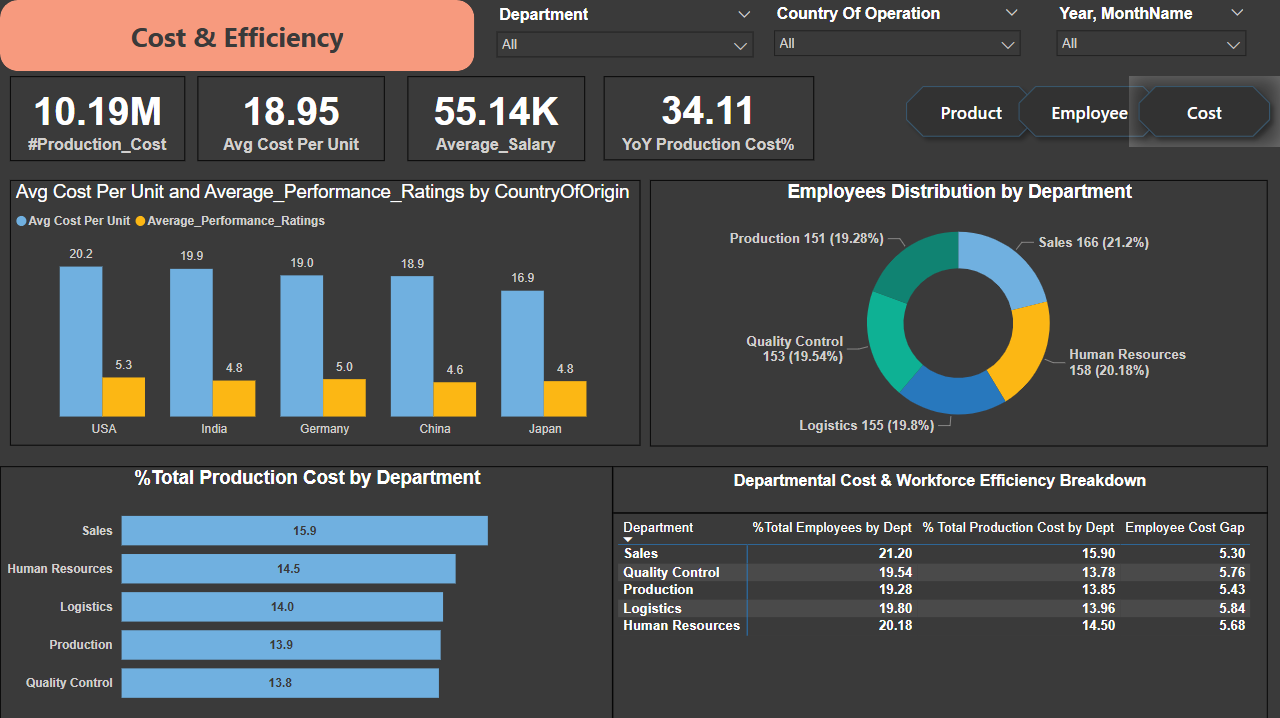 Cost & Efficiency
Department
All
Country Of Operation
All
Year, MonthName
All
10.19M
#Production_Cost
18.95
Avg Cost Per Unit
55.14K
Average_Salary
34.11
YoY Production Cost%
Product
Employee
Cost
Avg Cost Per Unit and Average_Performance_Ratings by CountryOfOrigin
Avg Cost Per Unit Average_Performance_Ratings
20.2 5.3
19.9 4.8
19.0 5.0
18.9 4.6
16.9 4.8
USA India Germany China Japan
Employees Distribution by Department
Production 151 (19.28%)
Sales 166 (21.2%)
Quality Control
153 (19.54%)
Human Resources
158 (20.18%)
Logistics 155 (19.8%)
%Total Production Cost by Department
Sales 15.9
Human Resources 14.5
Logistics 14.0
Production 13.9
Quality Control 13.8
Departmental Cost & Workforce Efficiency Breakdown
Department %Total Employees by Dept % Total Production Cost by Dept Employee Cost Gap
Sales 21.20 15.90 5.30
Quality Control 19.54 13.78 5.76
Production 19.28 13.85 5.43
Logistics 19.80 13.96 5.84
Human Resources 20.18 14.50 5.68